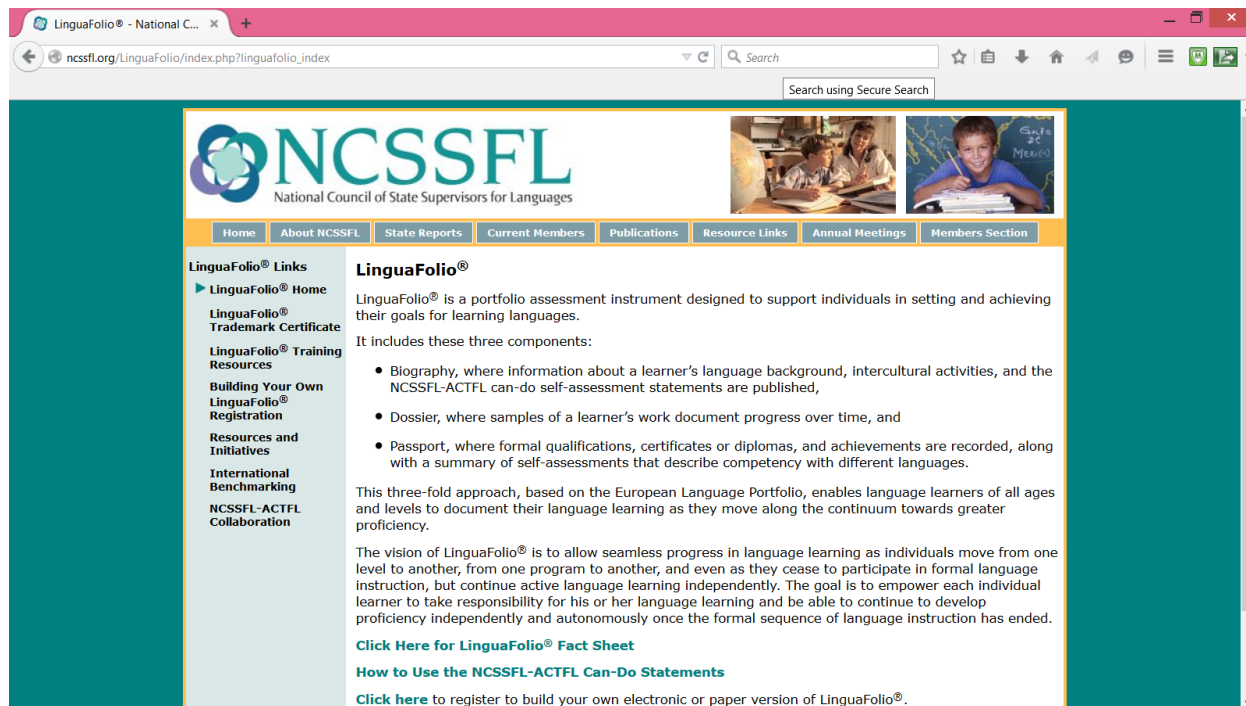 LinguaFolio® - National C...
ncssfl.org/LinguaFolio/index.php?linguafolio_index
Search
Search using Secure Search
NCSSFL
National Council of State Supervisors for Languages
Home About NCSSFL State Reports Current Members Publications Resource Links Annual Meetings Members Section
LinguaFolio® Links
LinguaFolio® Home
LinguaFolio®
Trademark Certificate
LinguaFolio® Training
Resources
Building Your Own
LinguaFolio®
Registration
Resources and
Initiatives
International
Benchmarking
NCSSFL-ACTFL
Collaboration
LinguaFolio®
LinguaFolio® is a portfolio assessment instrument designed to support individuals in setting and achieving
their goals for learning languages.
It includes these three components:
• Biography, where information about a learner's language background, intercultural activities, and the
NCSSFL-ACTFL can-do self-assessment statements are published,
• Dossier, where samples of a learner's work document progress over time, and
• Passport, where formal qualifications, certificates or diplomas, and achievements are recorded, along
with a summary of self-assessments that describe competency with different languages.
This three-fold approach, based on the European Language Portfolio, enables language learners of all ages
and levels to document their language learning as they move along the continuum towards greater
proficiency.
The vision of LinguaFolio® is to allow seamless progress in language learning as individuals move from one
level to another, from one program to another, and even as they cease to participate in formal language
instruction, but continue active language learning independently. The goal is to empower each individual
learner to take responsibility for his or her language learning and be able to continue to develop
proficiency independently and autonomously once the formal sequence of language instruction has ended.
Click Here for LinguaFolio® Fact Sheet
How to Use the NCSSFL-ACTFL Can-Do Statements
Click here to register to build your own electronic or paper version of LinguaFolio®.